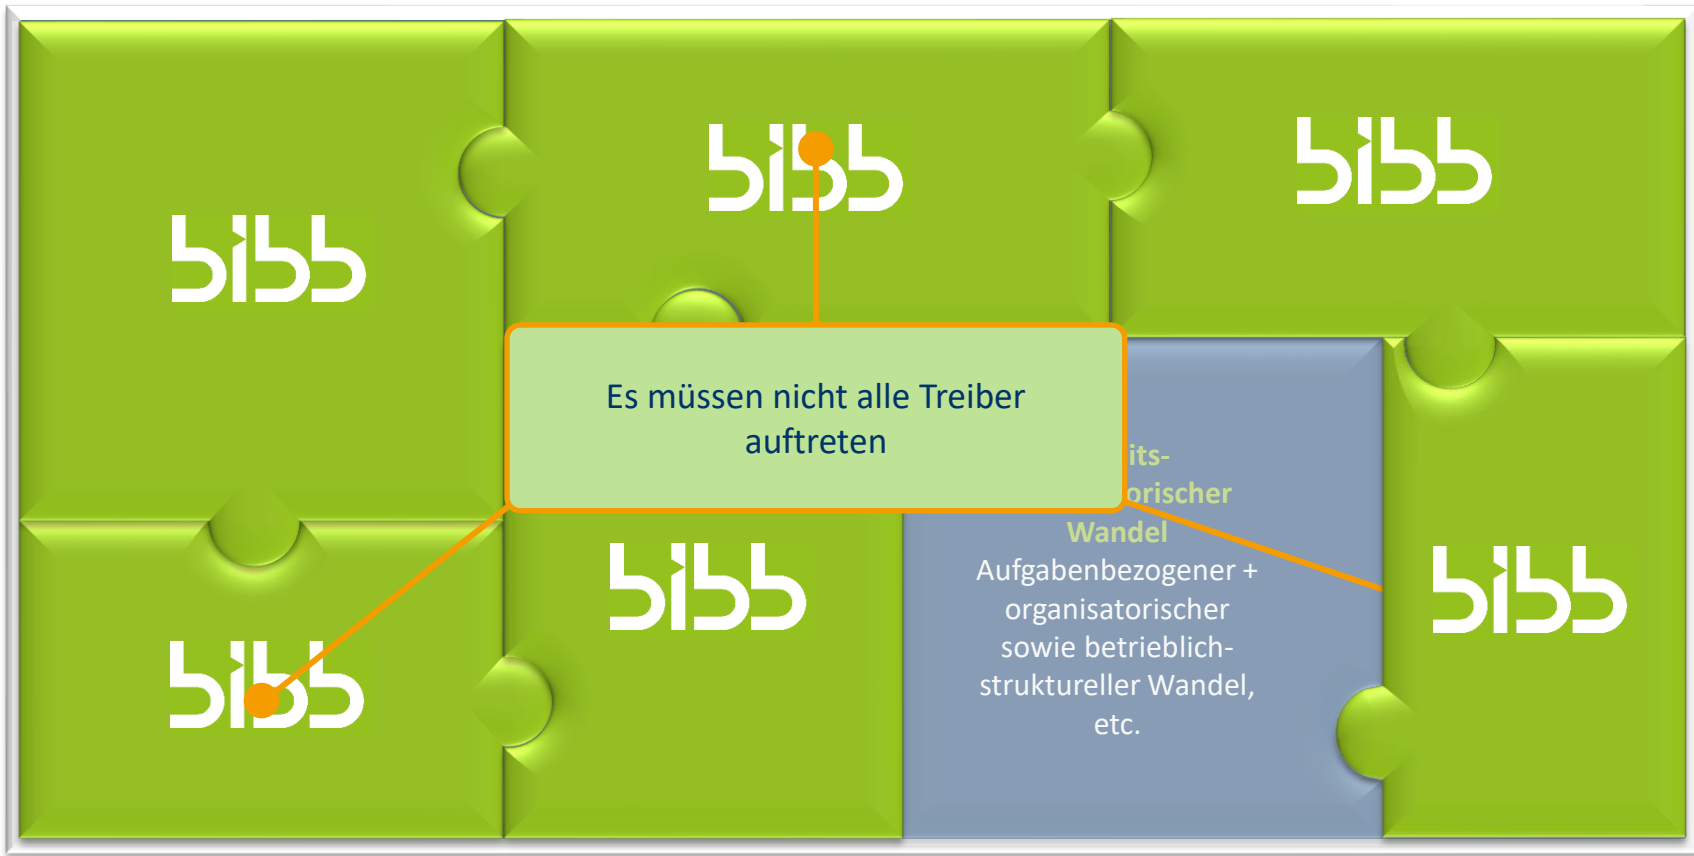 bibb
bibb
bibb
Es müssen nicht alle Treiber
auftreten
its-
orischer
Wandel
Aufgabenbezogener +
organisatorischer
sowie betrieblich-
struktureller Wandel,
etc.
bibb
bibb
bibb